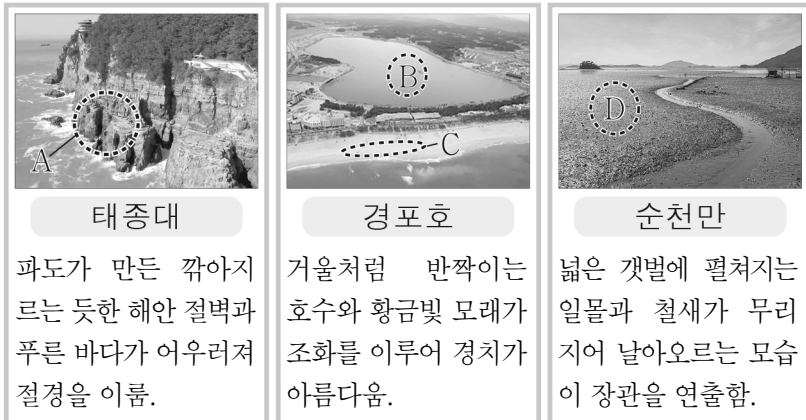 A
B
C
D
태종대
경포호
순천만
파도가 만든 깎아지
르는 듯한 해안 절벽과
푸른 바다가 어우러져
절경을 이룸.
거울처럼 반짝이는
호수와 황금빛 모래가
조화를 이루어 경치가
아름다움.
넓은 갯벌에 펼쳐지는
일몰과 철새가 무리
지어 날아오르는 모습
이 장관을 연출함.